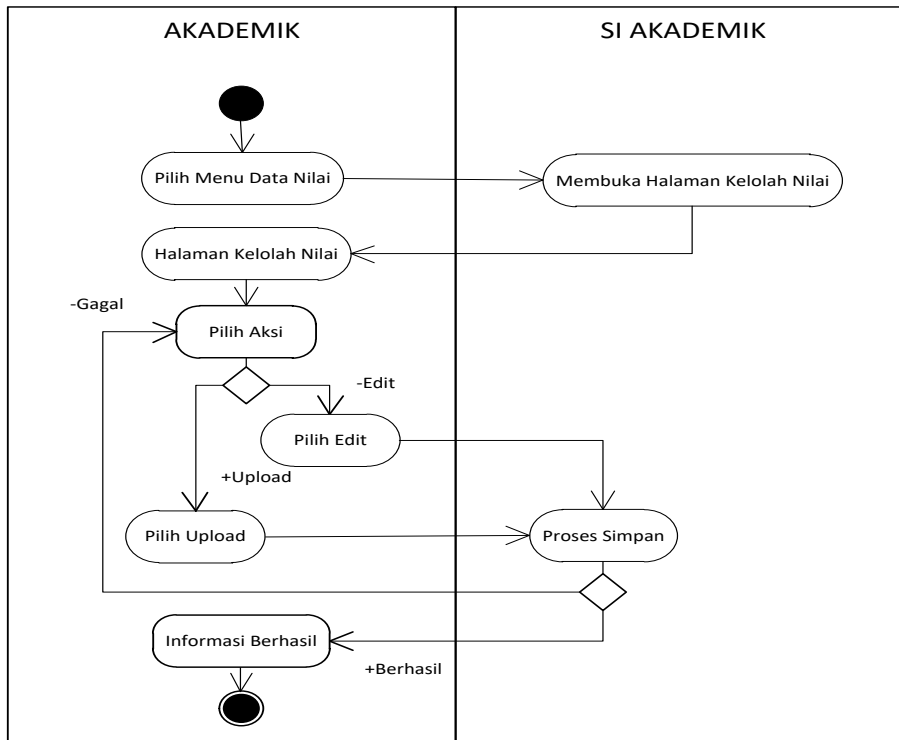 AKADEMIK
SI AKADEMIK
Pilih Menu Data Nilai
Membuka Halaman Kelolah Nilai
Halaman Kelolah Nilai
-Gagal
Pilih Aksi
-Edit
Pilih Edit
+Upload
Pilih Upload
Proses Simpan
Informasi Berhasil
+Berhasil